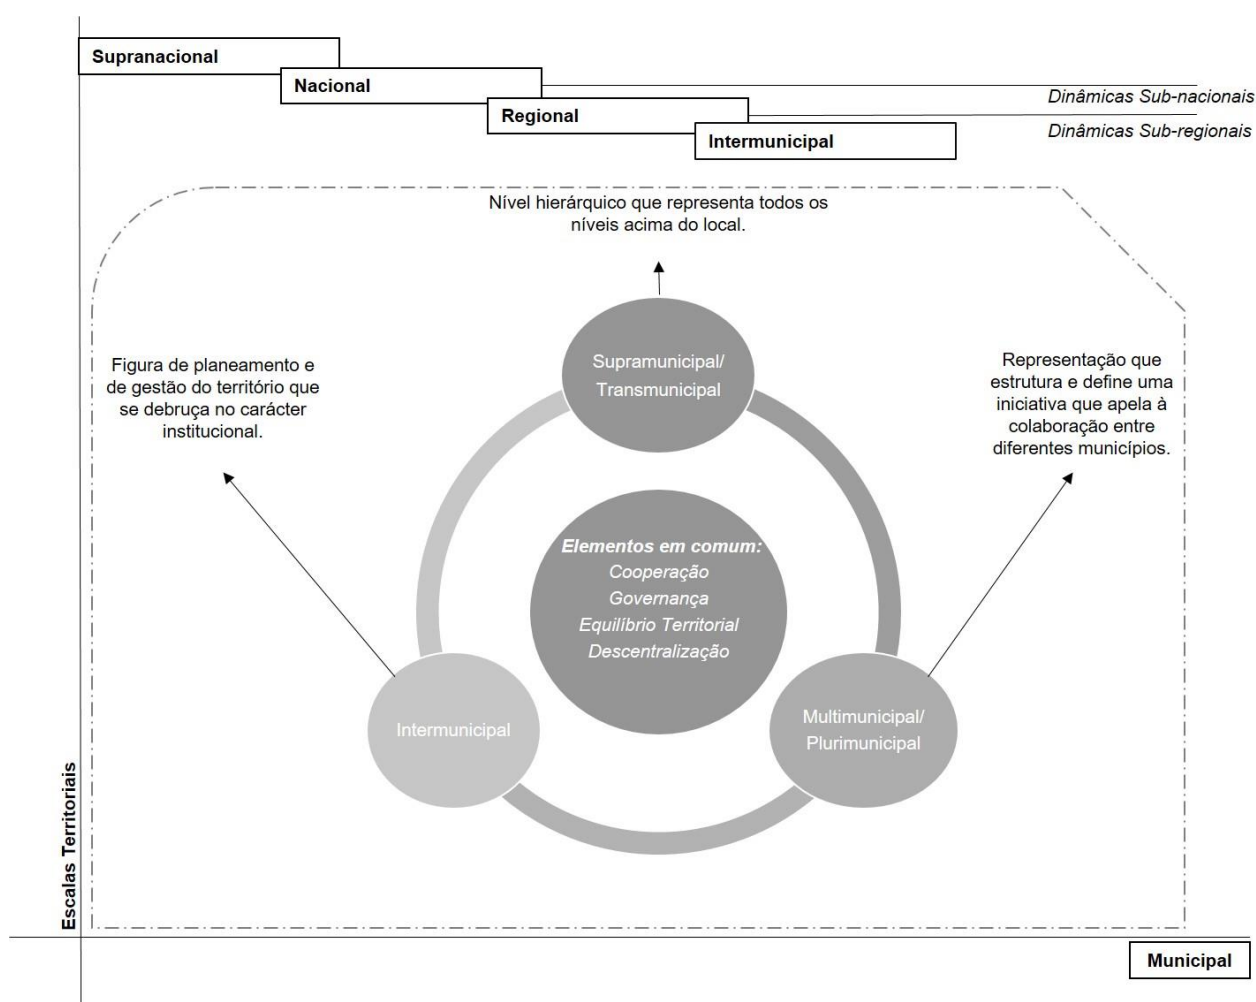 Supranacional
Nacional
Dinâmicas Sub-nacionais
Regional
Dinâmicas Sub-regionais
Intermunicipal
Nível hierárquico que representa todos os
níveis acima do local.
Figura de planeamento e
de gestão do território que
se debruça no carácter
institucional.
Supramunicipal/
Transmunicipal
Representação que
estrutura e define uma
iniciativa que apela à
colaboração entre
diferentes municípios.
Elementos em comum:
Cooperação
Governança
Equilíbrio Territorial
Descentralização
Intermunicipal
Multimunicipal/
Plurimunicipal
Escalas Territoriais
Municipal